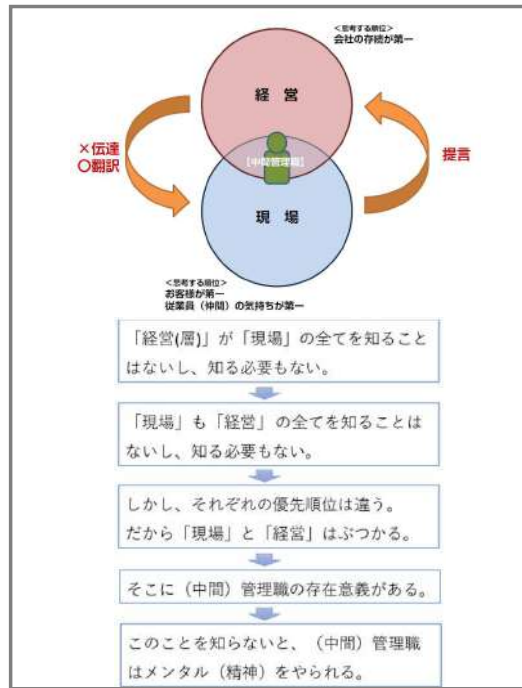 ＜思考する順位＞
会社の存続が第一
経　営
×伝達
〇翻訳
【中間管理職】
提言
現　場
＜思考する順位＞
お客様が第一
従業員（仲間）の気持ちが第一
「経営(層)」が「現場」の全てを知ること
はないし、知る必要もない。
「現場」も「経営」の全てを知ることは
ないし、知る必要もない。
しかし、それぞれの優先順位は違う。
だから「現場」と「経営」はぶつかる。
そこに（中間）管理職の存在意義がある。
このことを知らないと、（中間）管理職
はメンタル（精神）をやられる。